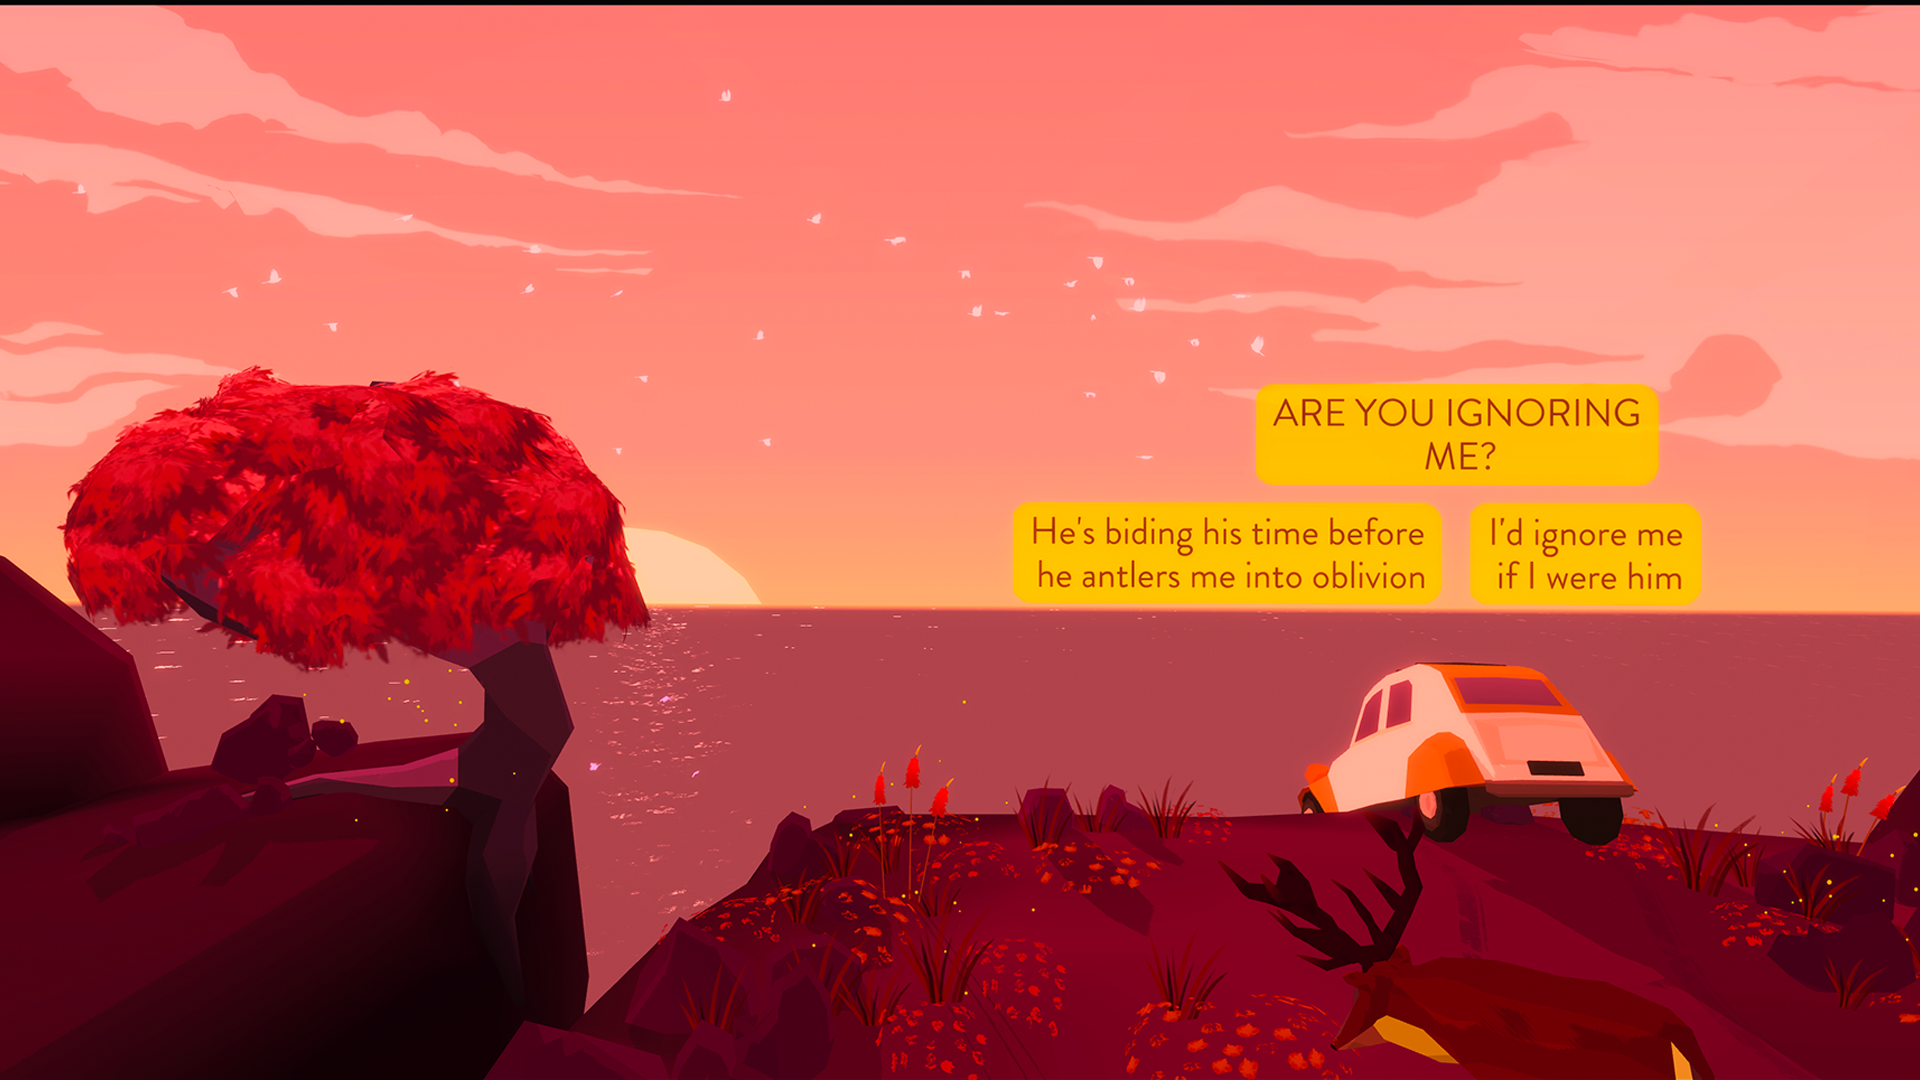 ARE YOU IGNORING
ME?
He's biding his time before
he antlers me into oblivion
I'd ignore me
if I were him